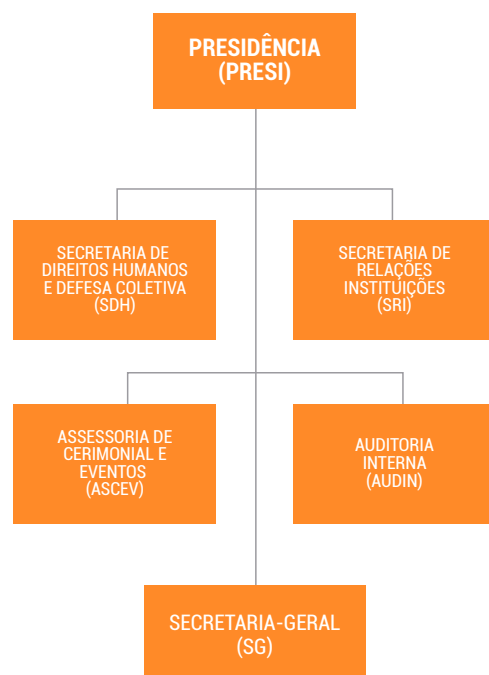 PRESIDÊNCIA
(PRESI)
SECRETARIA DE
DIREITOS HUMANOS
E DEFESA COLETIVA
(SDH)
SECRETARIA DE
RELAÇÕES
INSTITUIÇÕES
(SRI)
ASSESSORIA DE
CERIMONIAL E
EVENTOS
(ASCEV)
AUDITORIA
INTERNA
(AUDIN)
SECRETARIA-GERAL
(SG)